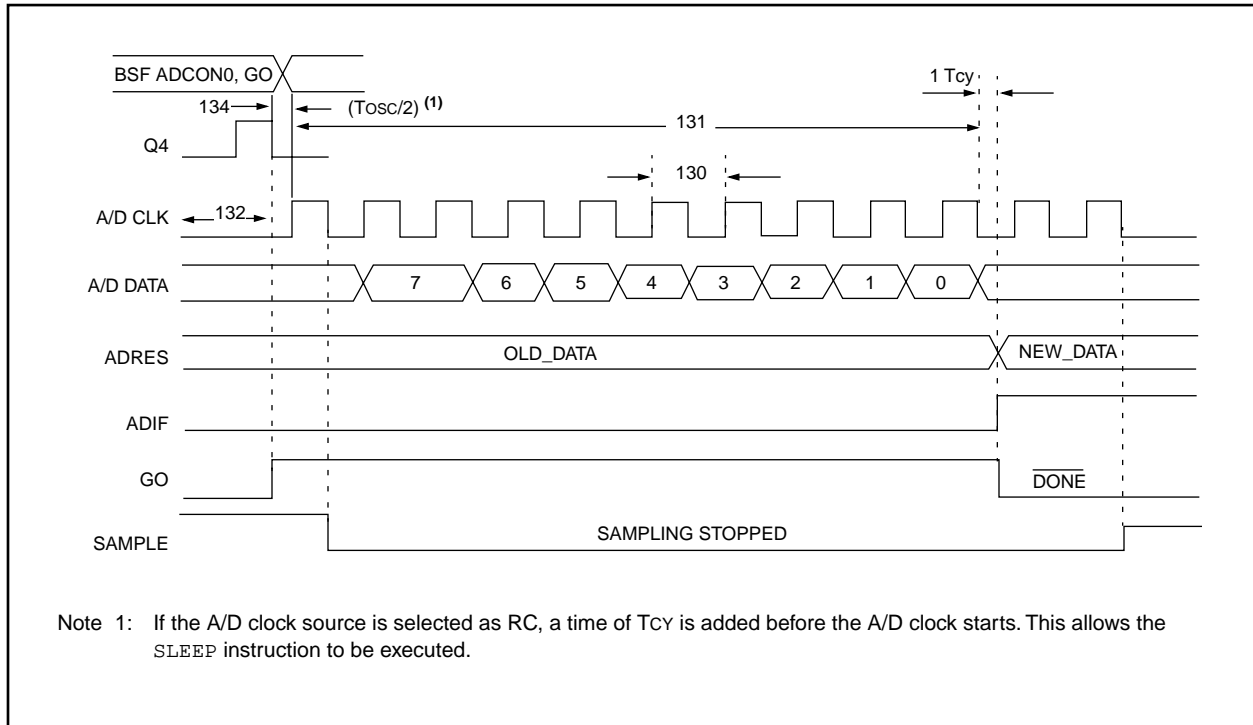 BSF ADCON0, GO
1 TCY
134
(TOSC/2) (1)
131
Q4
130
A/D CLK
132
A/D DATA
7 6 5 4 3 2 1 0
ADRES
OLD_DATA
NEW_DATA
ADIF
GO
DONE
SAMPLE
SAMPLING STOPPED
Note 1: If the A/D clock source is selected as RC, a time of TCY is added before the A/D clock starts. This allows the
SLEEP instruction to be executed.